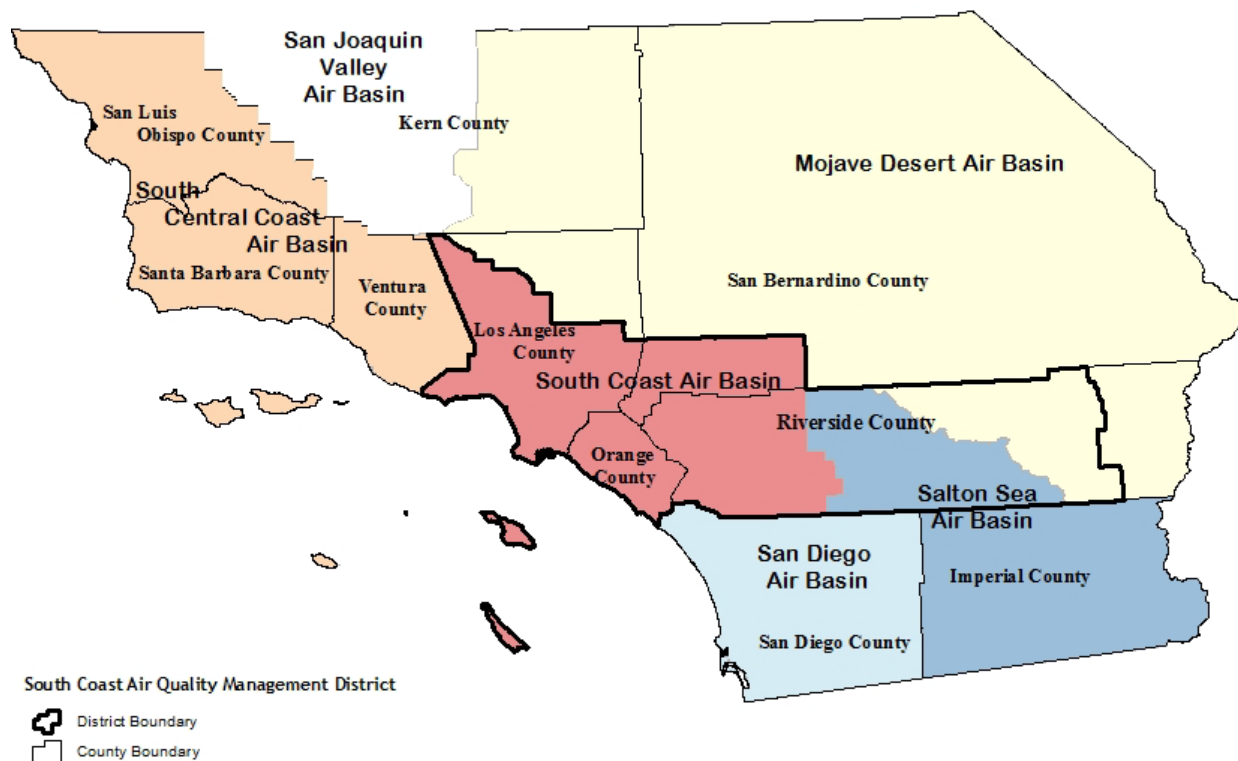 San Joaquin
Valley
Air Basin
San Luis
Obispo County
Kern County
Mojave Desert Air Basin
South
Central Coast
Air Basin
Santa Barbara County
Ventura
County
San Bernardino County
Los Angeles
County
South Coast Air Basin
Riverside County
Orange
County
Salton Sea
Air Basin
San Diego
Air Basin
Imperial County
San Diego County
South Coast Air Quality Management District
District Boundary
County Boundary